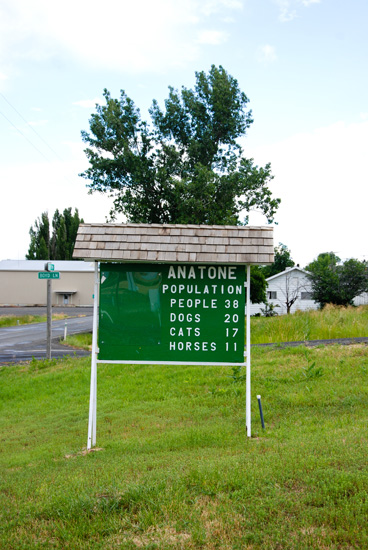 ANATONE
POPULATION
PEOPLE 38
DOGS 20
CATS 17
HORSES 11